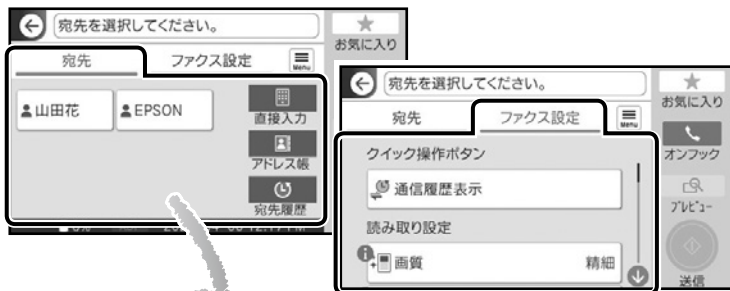 宛先を選択してください。
お気に入り
宛先
ファクス設定
Menu
山田花
EPSON
直接入力
アドレス帳
宛先履歴
宛先を選択してください。
お気に入り
宛先
ファクス設定
Menu
オンフック
クイック操作ボタン
通信履歴表示
プレビュー
読み取り設定
画質
精細
送信